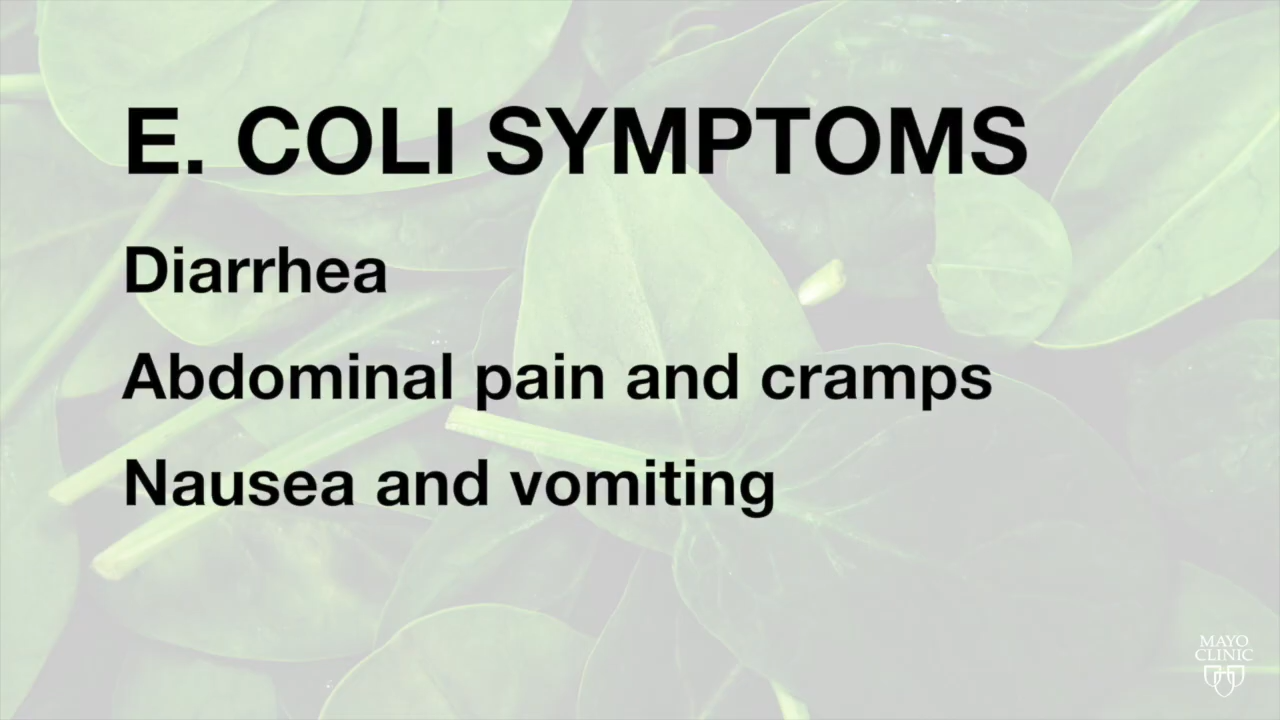 E. COLI SYMPTOMS
Diarrhea
Abdominal pain and cramps
Nausea and vomiting
MAYO
CLINIC